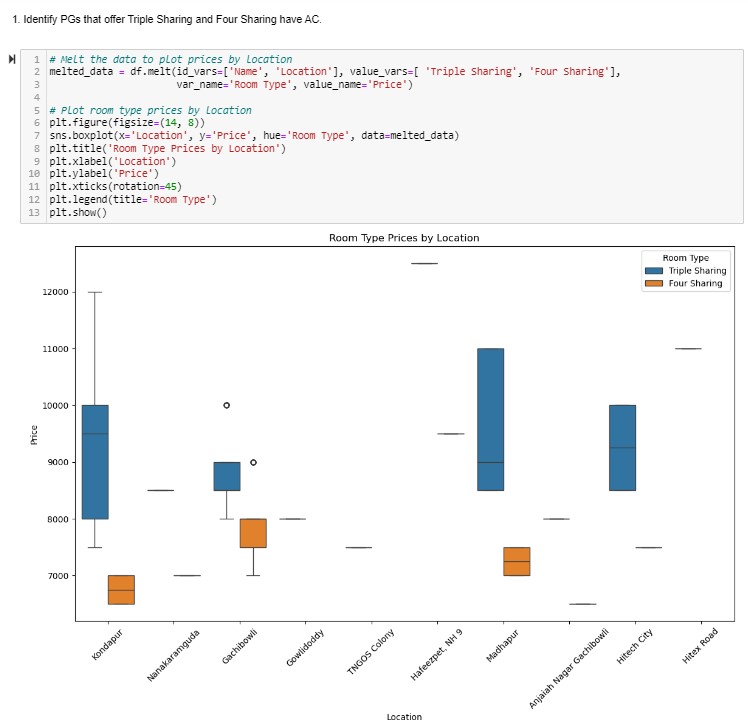 1. Identify PGs that offer Triple Sharing and Four Sharing have AC.
1 # Melt the data to plot prices by location
2 melted_data = df.melt(id_vars=['Name', 'Location'], value_vars=[ 'Triple Sharing', 'Four Sharing'],
3 var_name='Room Type', value_name='Price')
4
5 # Plot room type prices by location
6 plt.figure(figsize=(14, 8))
7 sns.boxplot(x='Location', y='Price', hue='Room Type', data=melted_data)
8 plt.title('Room Type Prices by Location')
9 plt.xlabel('Location')
10 plt.ylabel('Price')
11 plt.xticks(rotation=45)
12 plt.legend(title='Room Type')
13 plt.show()
Room Type Prices by Location
Room Type
Triple Sharing
Four Sharing
12000
11000
10000
9000
8000
7000
Price
Kondapur
Nanakaramguda
Gachibowli
Gowlidoddy
TNGOS Colony
Hafeezpet, NH 9
Madhapur
Anjaiah Nagar Gachibowli
Hitech City
Hitex Road
Location